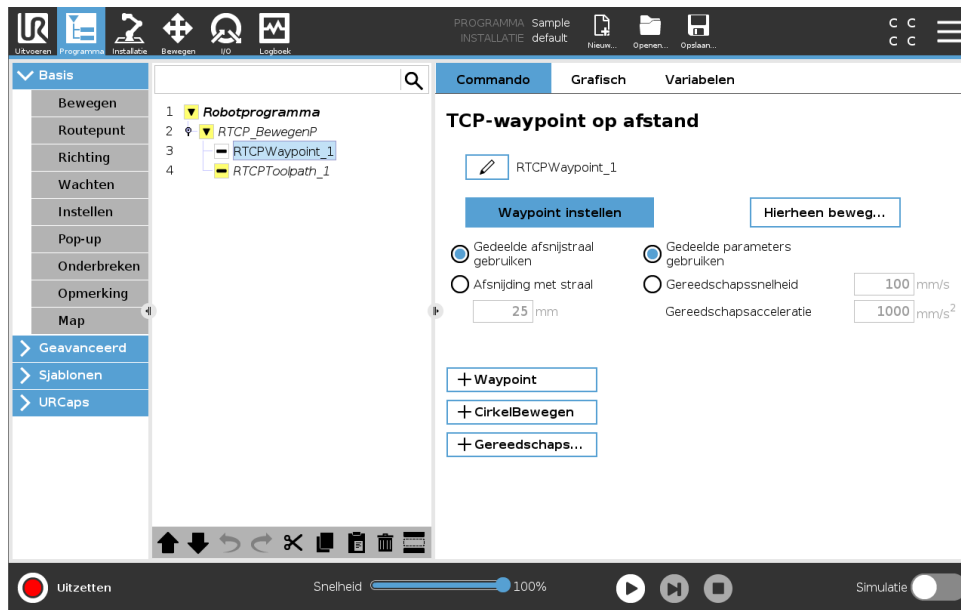 UR
PROGRAMMA Sample
INSTALLATIE default
Nieuw... Openen... Opslaan...
C C
C C
Uitvoeren Programma Installatie Bewegen I/O Logboek
Basis
Bewegen
Routepunt
Richting
Wachten
Instellen
Pop-up
Onderbreken
Opmerking
Map
Geavanceerd
Sjablonen
URCaps
1 Robotprogramma
2 RTCP_BewegenP
3 RTCPWaypoint_1
4 RTCPToolpath_1
Commando Grafisch Variabelen
TCP-waypoint op afstand
RTCPWaypoint_1
Waypoint instellen Hierheen beweg...
Gedeelde afsnijstraal gebruiken
Gedeelde parameters gebruiken
Afsnijding met straal
25 mm
Gereedschapssnelheid 100 mm/s
Gereedschapsacceleratie 1000 mm/s²
+Waypoint
+CirkelBewegen
+Gereedschaps...
Uitzetten
Snelheid 100%
Simulatie